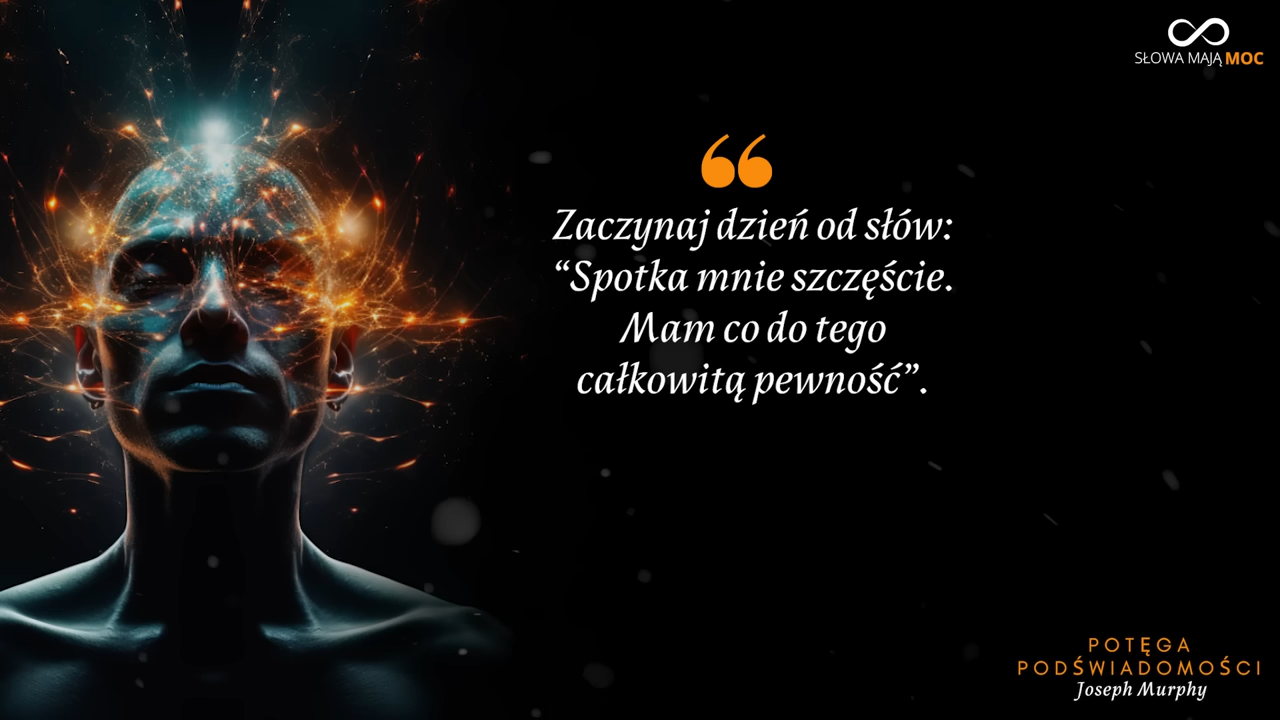 SŁOWA MAJĄ MOC
Zaczynaj dzień od słów:
“Spotka mnie szczęście.
Mam co do tego
całkowitą pewność”.
POTĘGA
PODŚWIADOMOŚCI
Joseph Murphy